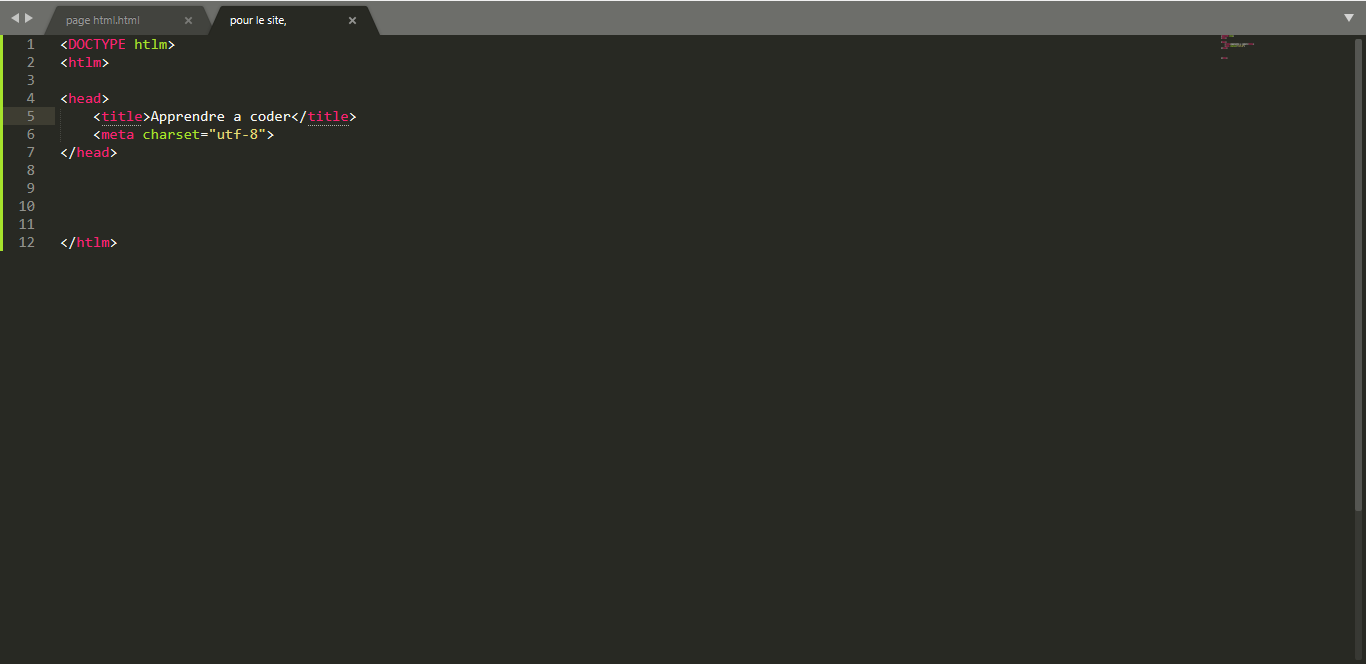 page html.html
pour le site,
1 <DOCTYPE htlm>
2 <htlm>
3
4 <head>
5 <title>Apprendre a coder</title>
6 <meta charset="utf-8">
7 </head>
8
9
10
11
12 </htlm>